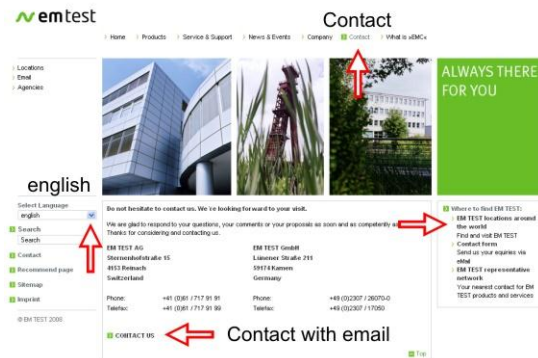 em test
Contact
Home
Products
Service & Support
News & Events
Company
Contact
What is »EMC«
Locations
Email
Agencies
ALWAYS THERE
FOR YOU
english
Select Language
english
Search
Search
Contact
Recommend page
Sitemap
Imprint
© EM TEST 2008
Do not hesitate to contact us. We're looking forward to your visit.
We are glad to respond to your questions, your comments or your proposals as soon and as competently as
Thanks for considering and contacting us.
EM TEST AG
Sternenhofstraße 15
4153 Reinach
Switzerland
Phone: +41 (0)61 / 717 91 91
Telefax: +41 (0)61 / 717 91 99
EM TEST GmbH
Lünener Straße 211
59174 Kamen
Germany
Phone: +49 (0)2307 / 26070-0
Telefax: +49 (0)2307 / 17050
CONTACT US
Contact with email
Top
Where to find EM TEST:
EM TEST locations around
the world
Find and visit EM TEST
Contact form
Send us your enquiries via
eMail
EM TEST representative
network
Your nearest contact for EM
TEST products and services